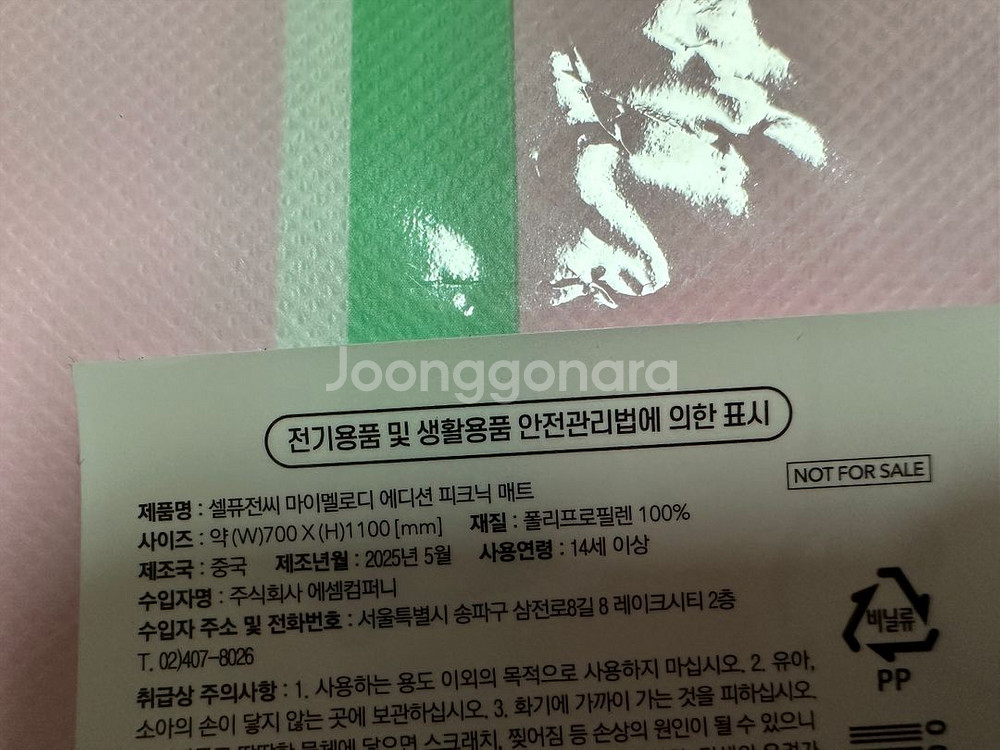 Joonggonara
전기용품 및 생활용품 안전관리법에 의한 표시
NOT FOR SALE
제품명 : 셀퓨전씨 마이멜로디 에디션 피크닉 매트
사이즈 : 약 (W)700 X (H)1100 [mm] 재질 : 폴리프로필렌 100%
제조국 : 중국 제조년월 : 2025년 5월 사용연령 : 14세 이상
수입자명 : 주식회사 에셈컴퍼니
수입자 주소 및 전화번호 : 서울특별시 송파구 삼전로8길 8 레이크시티 2층
T. 02)407-8026
취급상 주의사항 : 1. 사용하는 용도 이외의 목적으로 사용하지 마십시오. 2. 유아,
소아의 손이 닿지 않는 곳에 보관하십시오. 3. 화기에 가까이 가는 것을 피하십시오.
물체에 닿으면 스크래치, 찢어짐 등 손상의 원인이 될 수 있으니
비닐류
PP